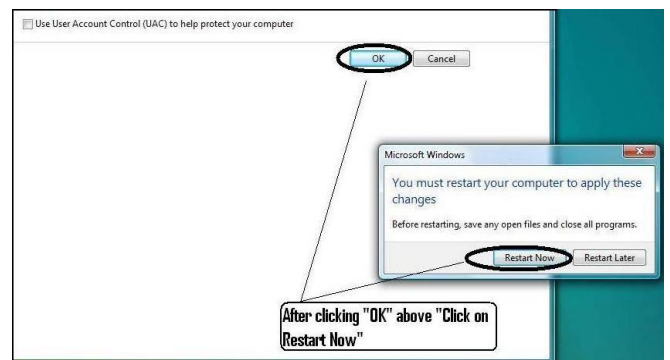 Use User Account Control (UAC) to help protect your computer
OK Cancel
Microsoft Windows
You must restart your computer to apply these
changes
Before restarting, save any open files and close all programs.
Restart Now Restart Later
After clicking "OK" above "Click on
Restart Now"